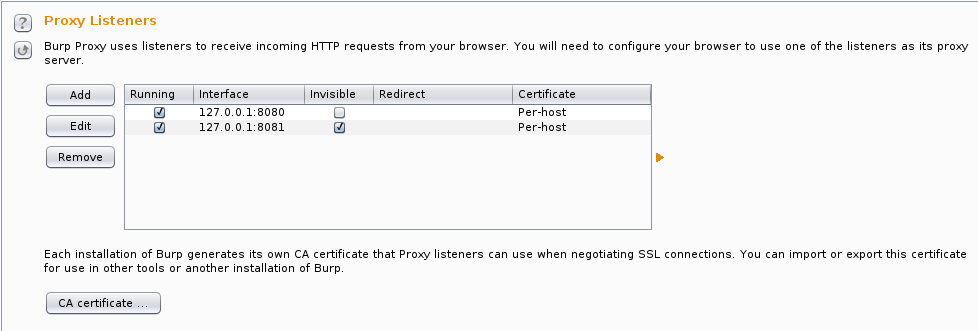 ?
Proxy Listeners
Burp Proxy uses listeners to receive incoming HTTP requests from your browser. You will need to configure your browser to use one of the listeners as its proxy
server.
Add
Running Interface Invisible Redirect Certificate
127.0.0.1:8080 Per-host
Edit
127.0.0.1:8081 Per-host
Remove
Each installation of Burp generates its own CA certificate that Proxy listeners can use when negotiating SSL connections. You can import or export this certificate
for use in other tools or another installation of Burp.
CA certificate ...